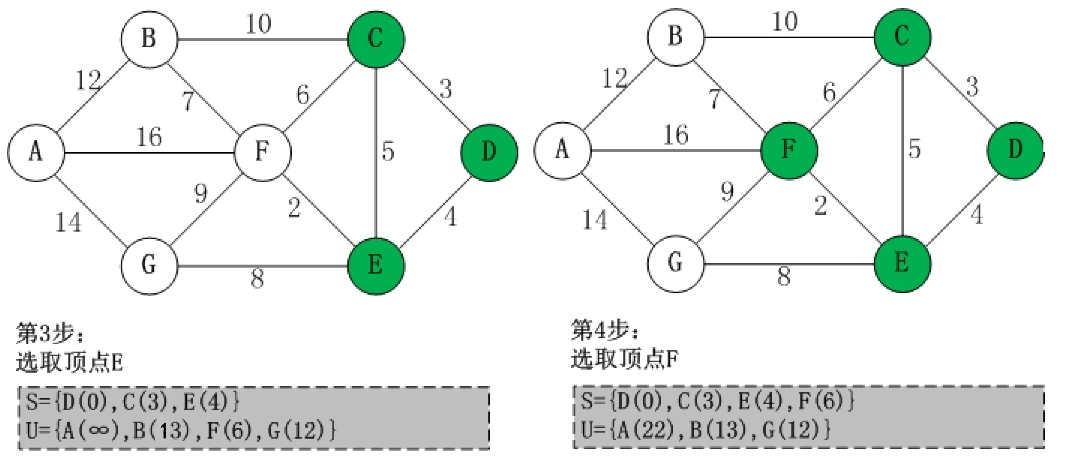 B
10
C
12
7
6
3
A
16
F
5
D
14
9
2
4
G
8
E
第3步:
选取顶点E
S={D(0),C(3),E(4)}
U={A(∞),B(13),F(6),G(12)}
B
10
C
12
7
6
3
A
16
F
5
D
14
9
2
4
G
8
E
第4步:
选取顶点F
S={D(0),C(3),E(4),F(6)}
U={A(22),B(13),G(12)}